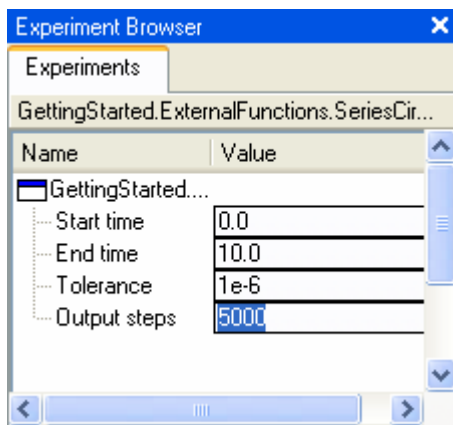 Experiment Browser
Experiments
GettingStarted.ExternalFunctions.SeriesCir...
Name Value
GettingStarted....
Start time 0.0
End time 10.0
Tolerance 1e-6
Output steps 5000